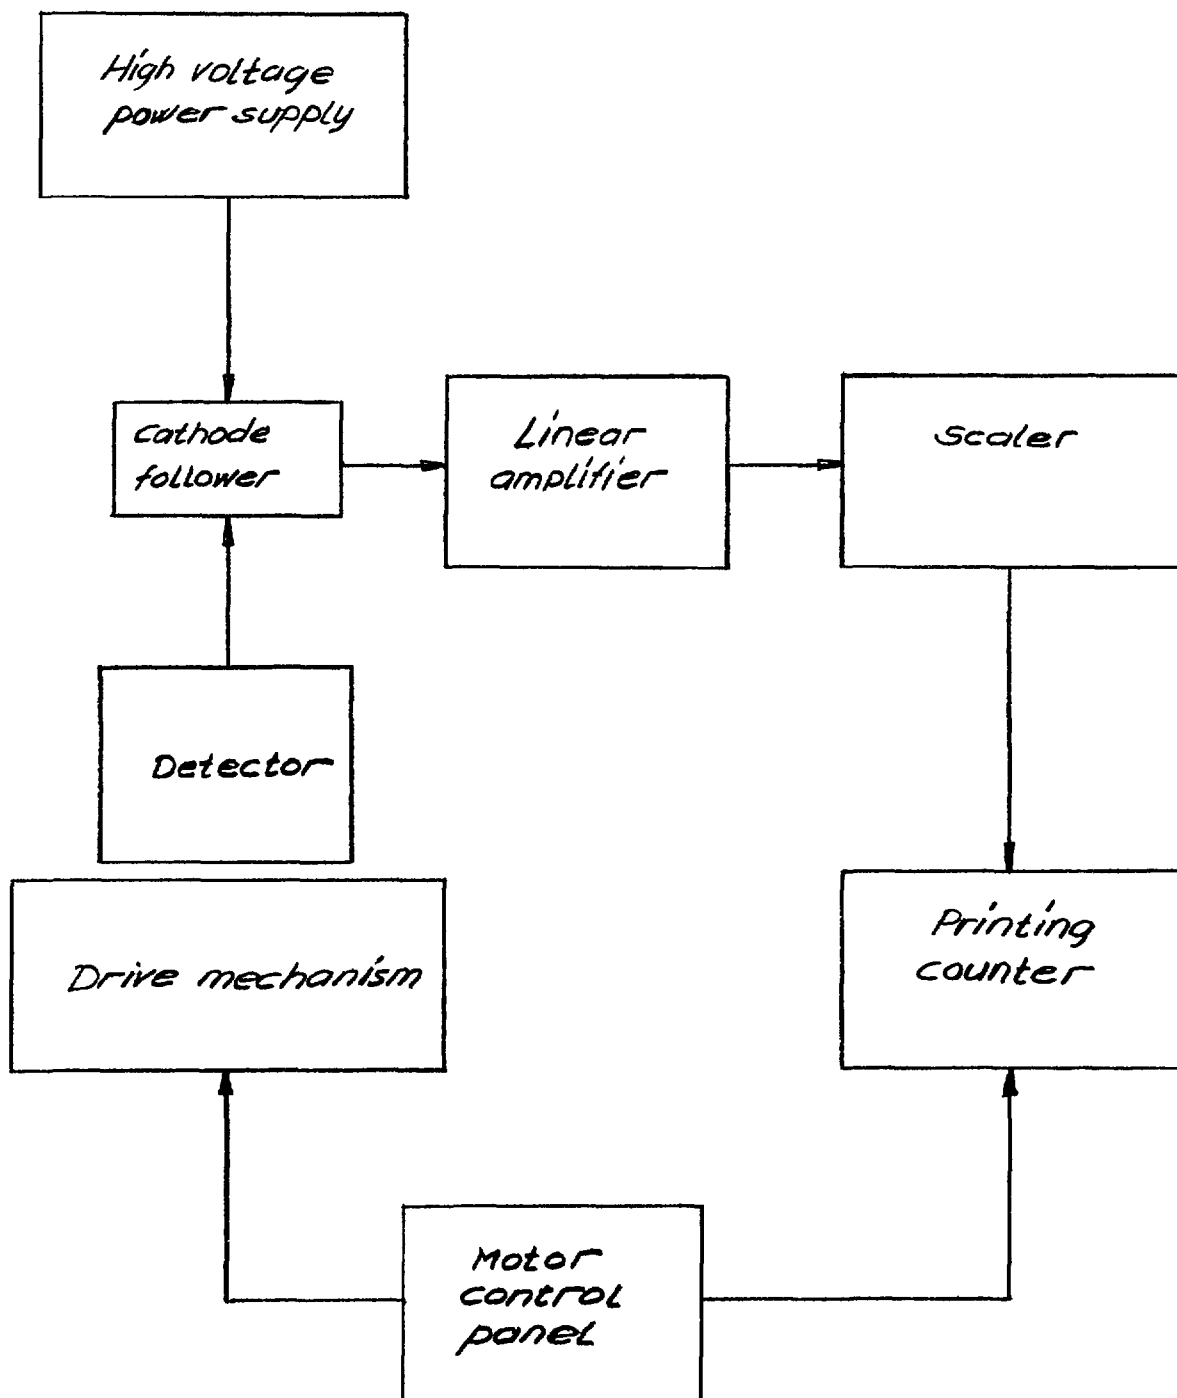 High voltage
power supply
Cathode
follower
Linear
amplifier
Scaler
Detector
Drive mechanism
Printing
counter
Motor
control
panel